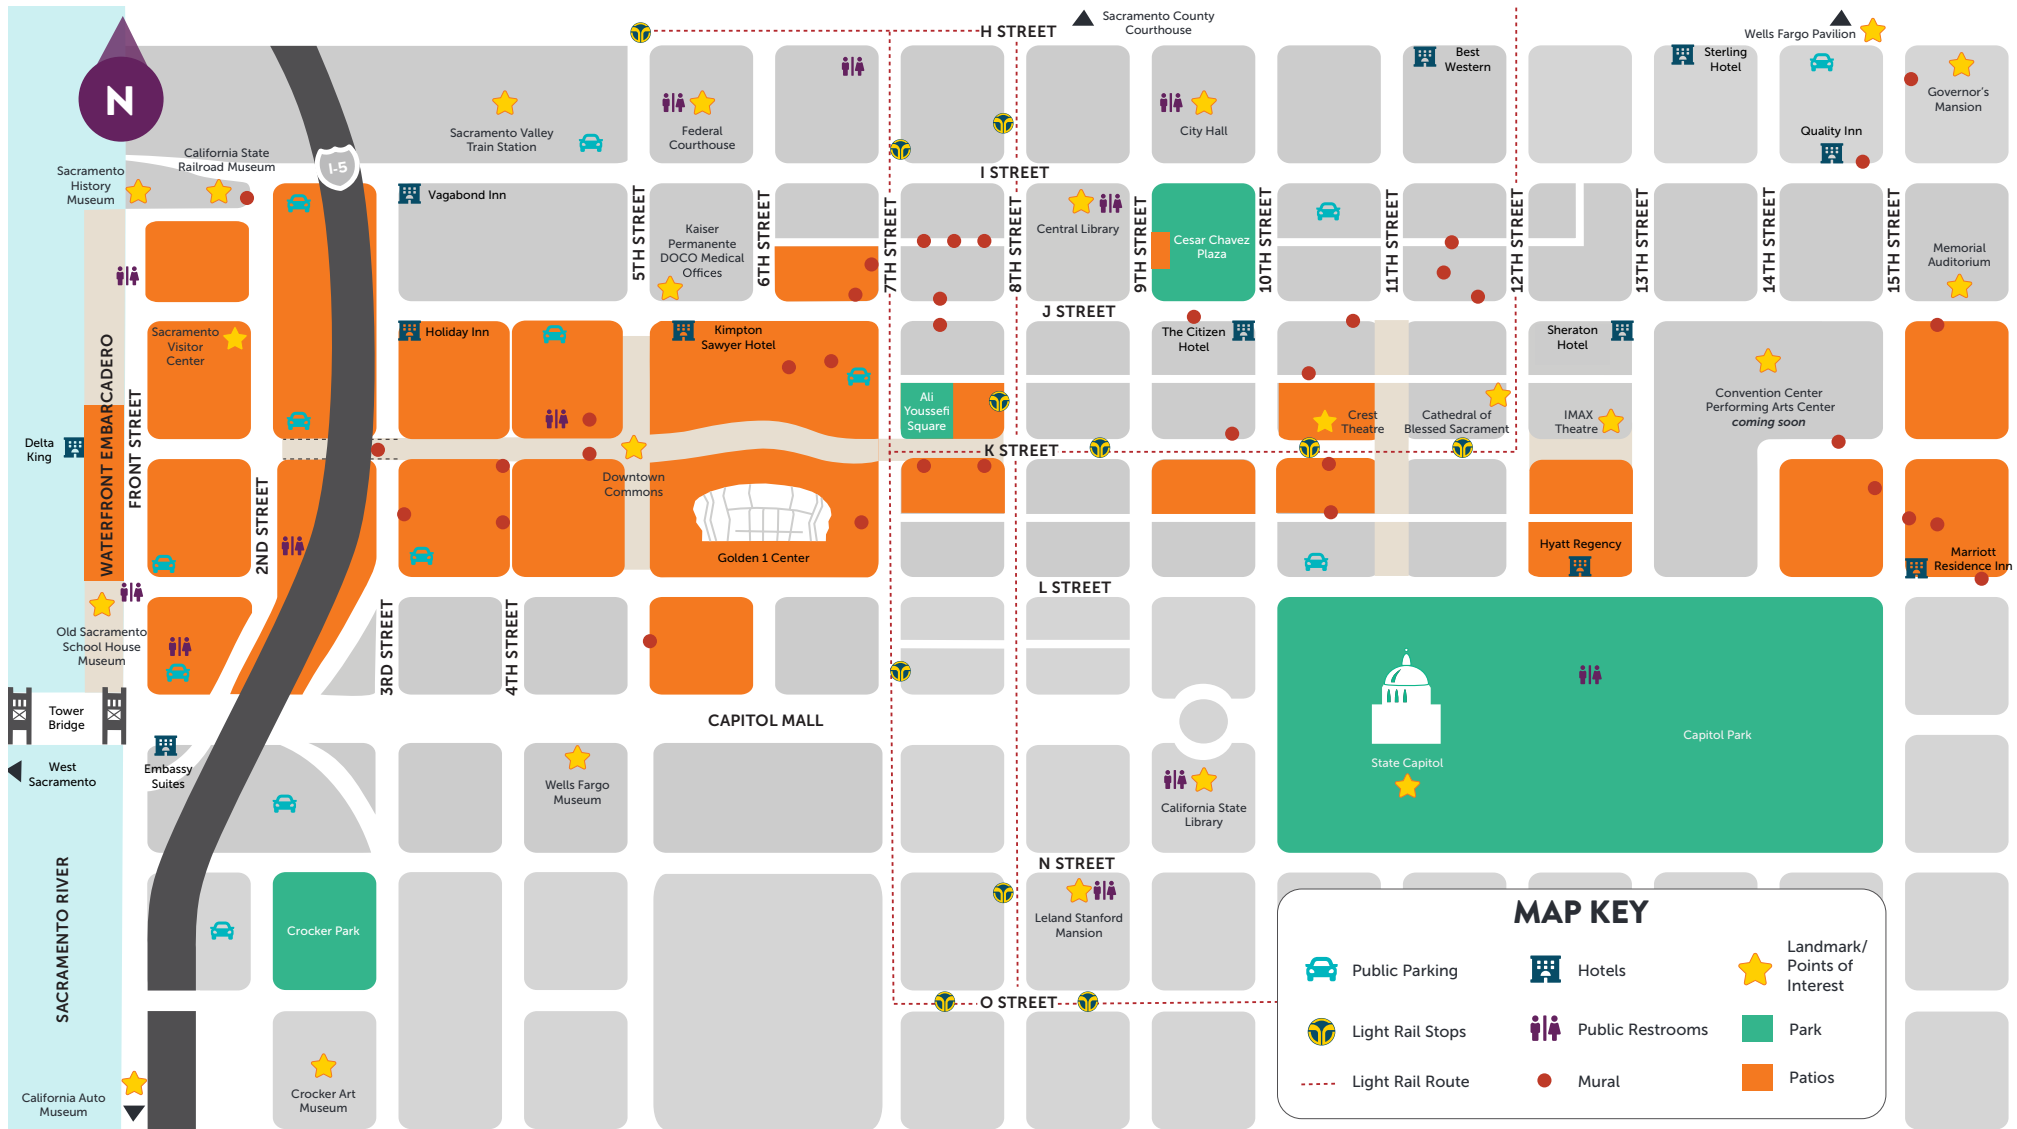 H STREET
Sacramento County
Courthouse
Wells Fargo Pavilion
N
Best
Western
Sterling
Hotel
Governor's
Mansion
Sacramento Valley
Train Station
Federal
Courthouse
City Hall
Quality Inn
California State
Railroad Museum
I-5
Sacramento
History
Museum
I STREET
Vagabond Inn
5TH STREET
6TH STREET
7TH STREET
8TH STREET
9TH STREET
10TH STREET
11TH STREET
12TH STREET
13TH STREET
14TH STREET
15TH STREET
Kaiser
Permanente
DOCO Medical
Offices
Central Library
Cesar Chavez
Plaza
Memorial
Auditorium
J STREET
Sacramento
Visitor
Center
Holiday Inn
Kimpton
Sawyer Hotel
The Citizen
Hotel
Sheraton
Hotel
WATERFRONT EMBARCADERO
FRONT STREET
Ali
Youssefi
Square
Crest
Theatre
Cathedral of
Blessed Sacrament
IMAX
Theatre
Convention Center
Performing Arts Center
coming soon
Delta
King
K STREET
2ND STREET
Downtown
Commons
Golden 1 Center
Hyatt Regency
Marriott
Residence Inn
L STREET
Old Sacramento
School House
Museum
3RD STREET
4TH STREET
Tower
Bridge
CAPITOL MALL
Capitol Park
State Capitol
West
Sacramento
Embassy
Suites
Wells Fargo
Museum
California State
Library
SACRAMENTO RIVER
N STREET
Crocker Park
Leland Stanford
Mansion
O STREET
California Auto
Museum
Crocker Art
Museum
MAP KEY
Public Parking
Hotels
Landmark/
Points of
Interest
Light Rail Stops
Public Restrooms
Park
Light Rail Route
Mural
Patios